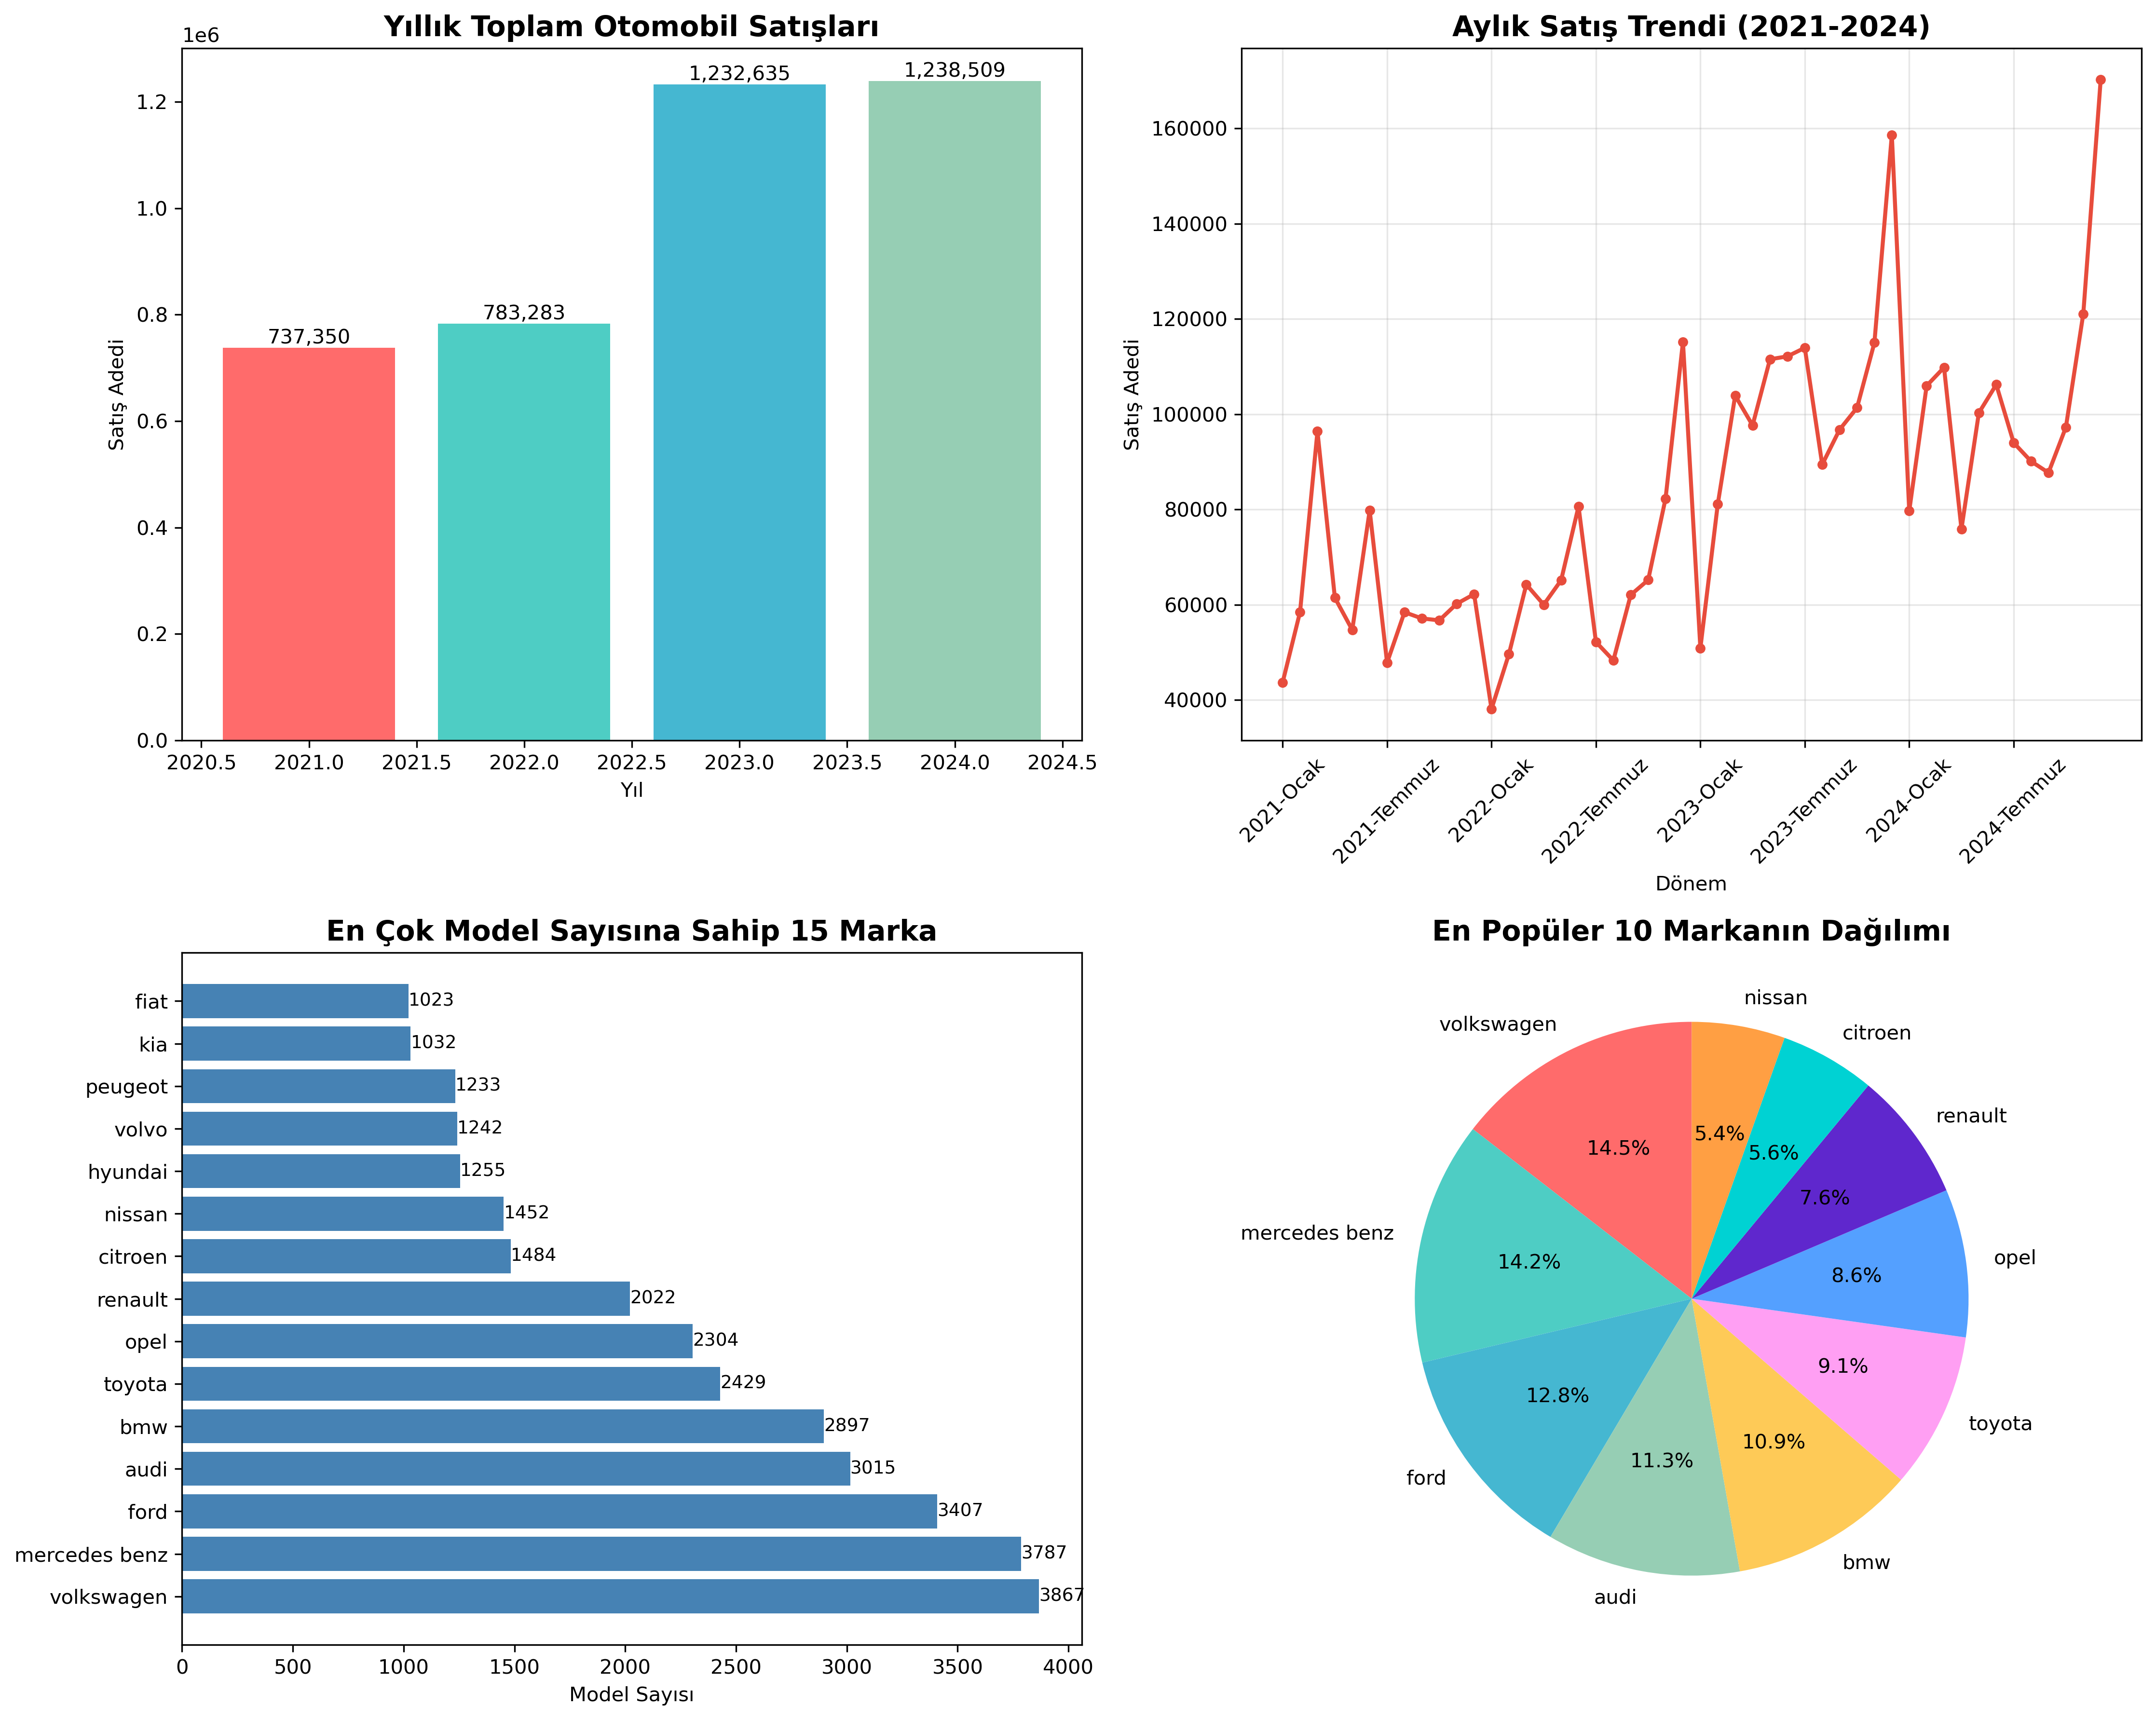 Yıllık Toplam Otomobil Satışları
1e6
1,232,635
1,238,509
737,350
783,283
1.2
1.0
0.8
0.6
0.4
0.2
0.0
Satış Adedi
2020.5 2021.0 2021.5 2022.0 2022.5 2023.0 2023.5 2024.0 2024.5
Yıl
Aylık Satış Trendi (2021-2024)
160000
140000
120000
100000
80000
60000
40000
Satış Adedi
2021-Ocak 2021-Temmuz 2022-Ocak 2022-Temmuz 2023-Ocak 2023-Temmuz 2024-Ocak 2024-Temmuz
Dönem
En Çok Model Sayısına Sahip 15 Marka
fiat 1023
kia 1032
peugeot 1233
volvo 1242
hyundai 1255
nissan 1452
citroen 1484
renault 2022
opel 2304
toyota 2429
bmw 2897
audi 3015
ford 3407
mercedes benz 3787
volkswagen 3867
0 500 1000 1500 2000 2500 3000 3500 4000
Model Sayısı
En Popüler 10 Markanın Dağılımı
volkswagen
14.5%
mercedes benz
14.2%
ford
12.8%
audi
11.3%
bmw
10.9%
toyota
9.1%
opel
8.6%
renault
7.6%
citroen
5.6%
nissan
5.4%